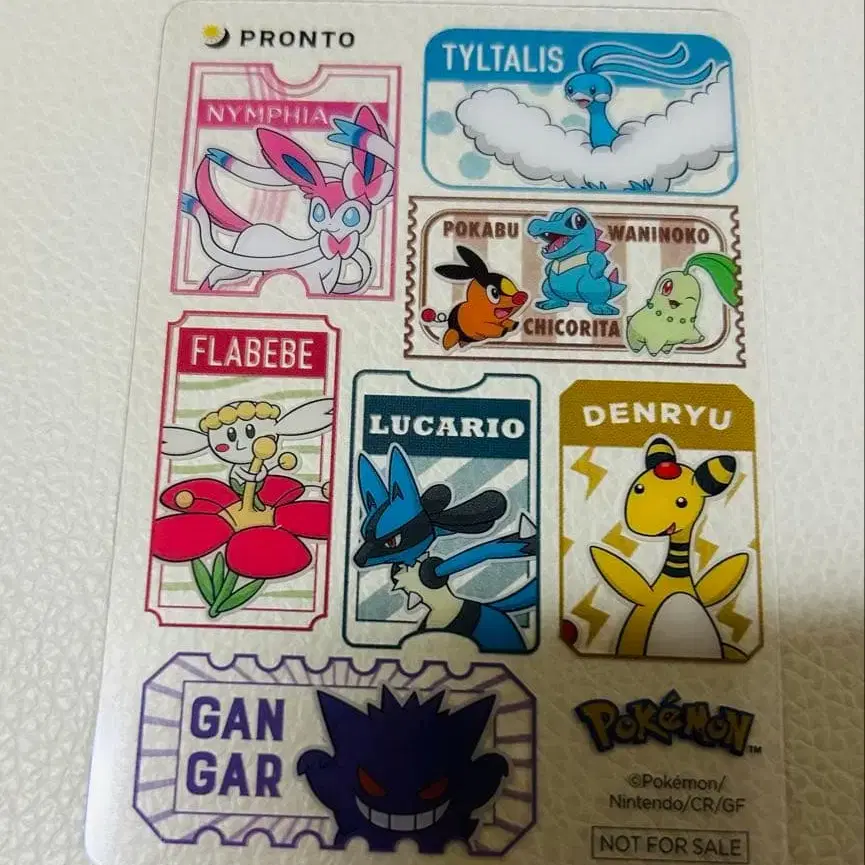 PRONTO
TYLTALIS
NYMPHIA
POKABU
WANINOKO
CHICORITA
FLABEBE
LUCARIO
DENRYU
GAN
GAR
POKéMON
TM
©Pokémon/
Nintendo/CR/GF
NOT FOR SALE